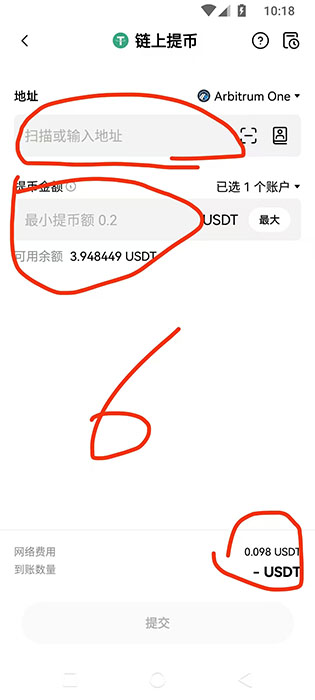 10:18
链上提币
地址 Arbitrum One
扫描或输入地址
提币金额 已选 1 个账户
最小提币额 0.2 USDT 最大
可用余额 3.948449 USDT
6
网络费用 0.098 USDT
到账数量 - USDT
提交